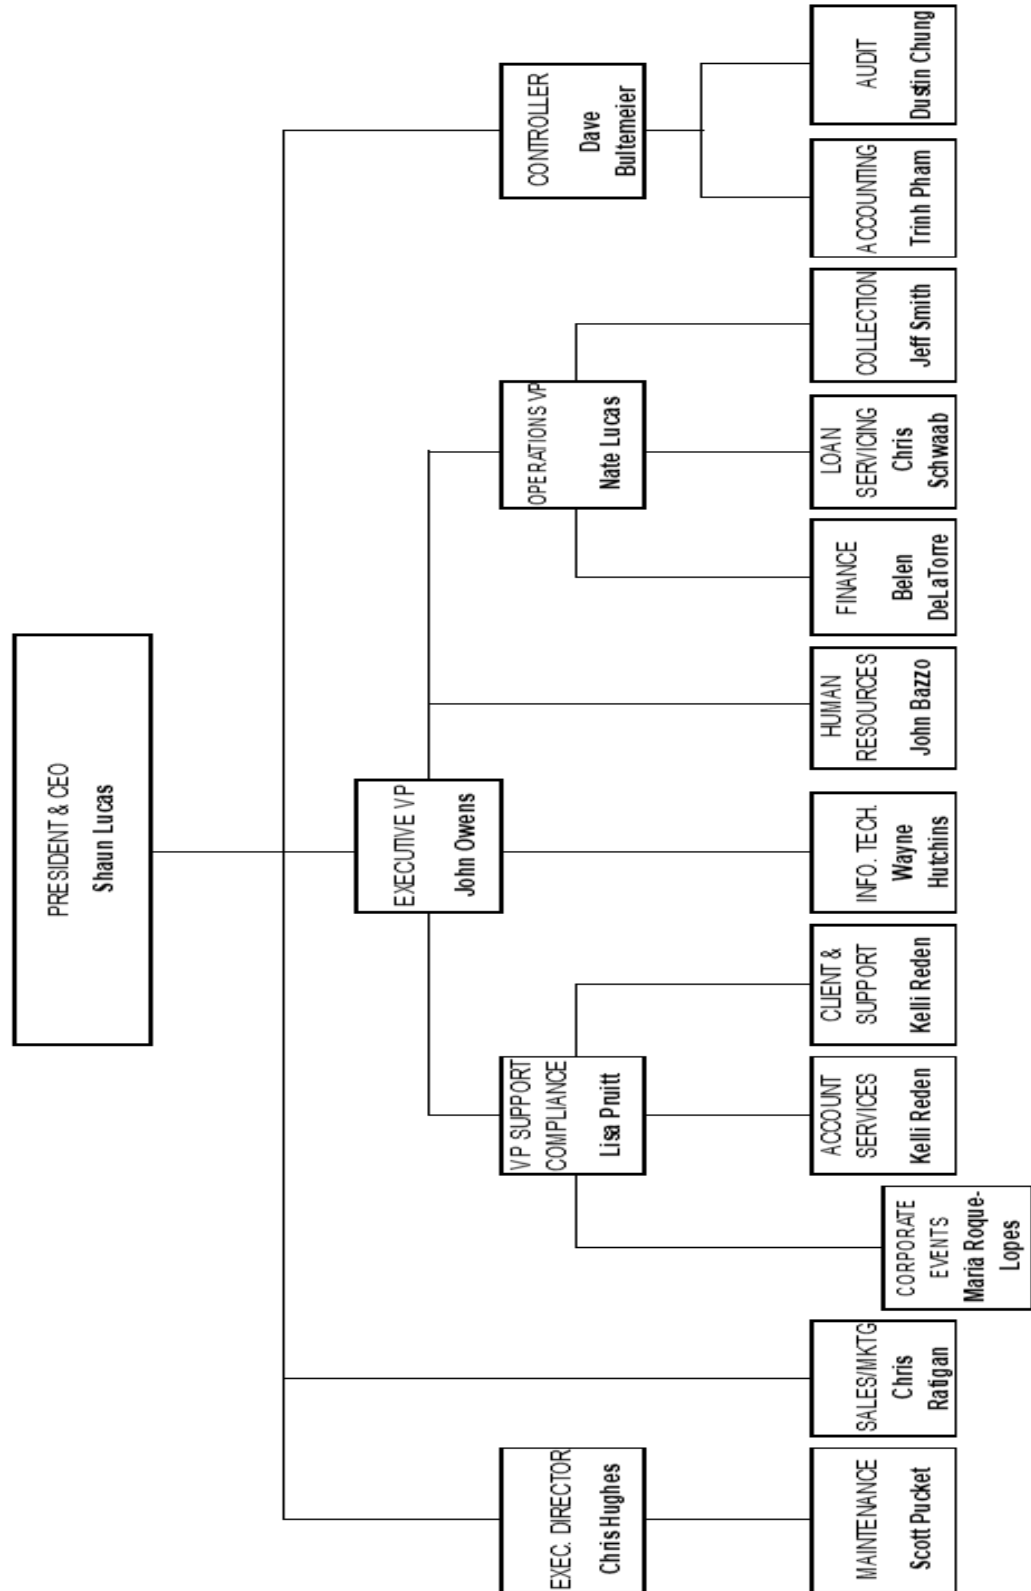 PRESIDENT & CEO
Shaun Lucas
EXECUTIVE VP
John Owens
EXEC. DIRECTOR
Chris Hughes
VP SUPPORT
COMPLIANCE
Lisa Pruitt
OPERATIONS VP
Nate Lucas
CONTROLLER
Dave
Bultemeier
MAINTENANCE
Scott Pucket
SALES/MKTG
Chris
Ratigan
CORPORATE
EVENTS
Maria Roque-
Lopes
ACCOUNT
SERVICES
Kelli Reden
CLIENT &
SUPPORT
Kelli Reden
INFO. TECH.
Wayne
Hutchins
HUMAN
RESOURCES
John Bazzo
FINANCE
Belen
DeLaTorre
LOAN
SERVICING
Chris
Schwaab
COLLECTION
Jeff Smith
ACCOUNTING
Trinh Pham
AUDIT
Dustin Chung